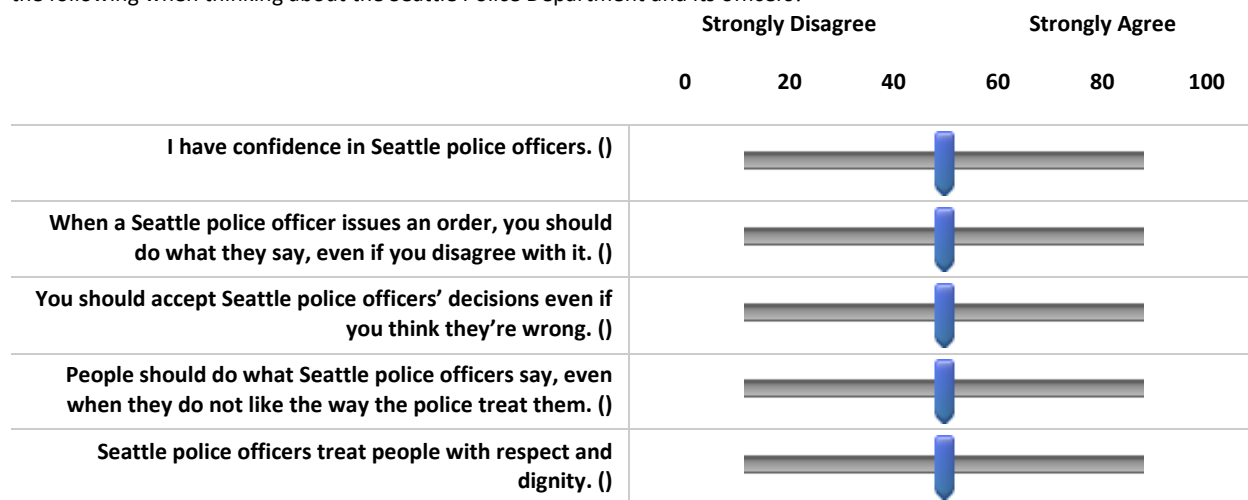 the following when thinking about the Seattle Police Department and its officers.
Strongly Disagree Strongly Agree
0 20 40 60 80 100
I have confidence in Seattle police officers. ()
When a Seattle police officer issues an order, you should
do what they say, even if you disagree with it. ()
You should accept Seattle police officers’ decisions even if
you think they’re wrong. ()
People should do what Seattle police officers say, even
when they do not like the way the police treat them. ()
Seattle police officers treat people with respect and
dignity. ()